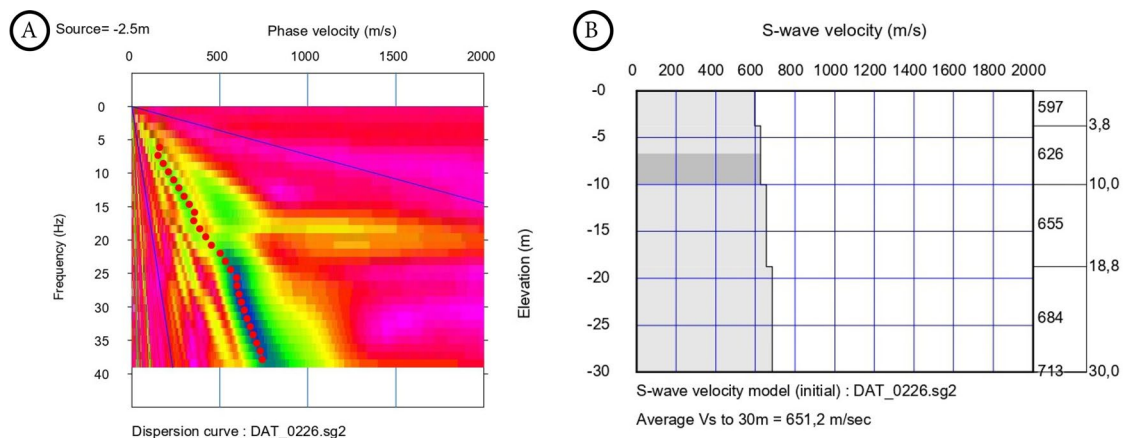 A
Source= -2.5m
Phase velocity (m/s)
0 500 1000 1500 2000
Frequency (Hz)
0
5
10
15
20
25
30
35
40
Dispersion curve : DAT_0226.sg2
B
S-wave velocity (m/s)
0 200 400 600 800 1000 1200 1400 1600 1800 2000
Elevation (m)
-0
-5
-10
-15
-20
-25
-30
597
3,8
626
10,0
655
18,8
684
713 30,0
S-wave velocity model (initial) : DAT_0226.sg2
Average Vs to 30m = 651,2 m/sec